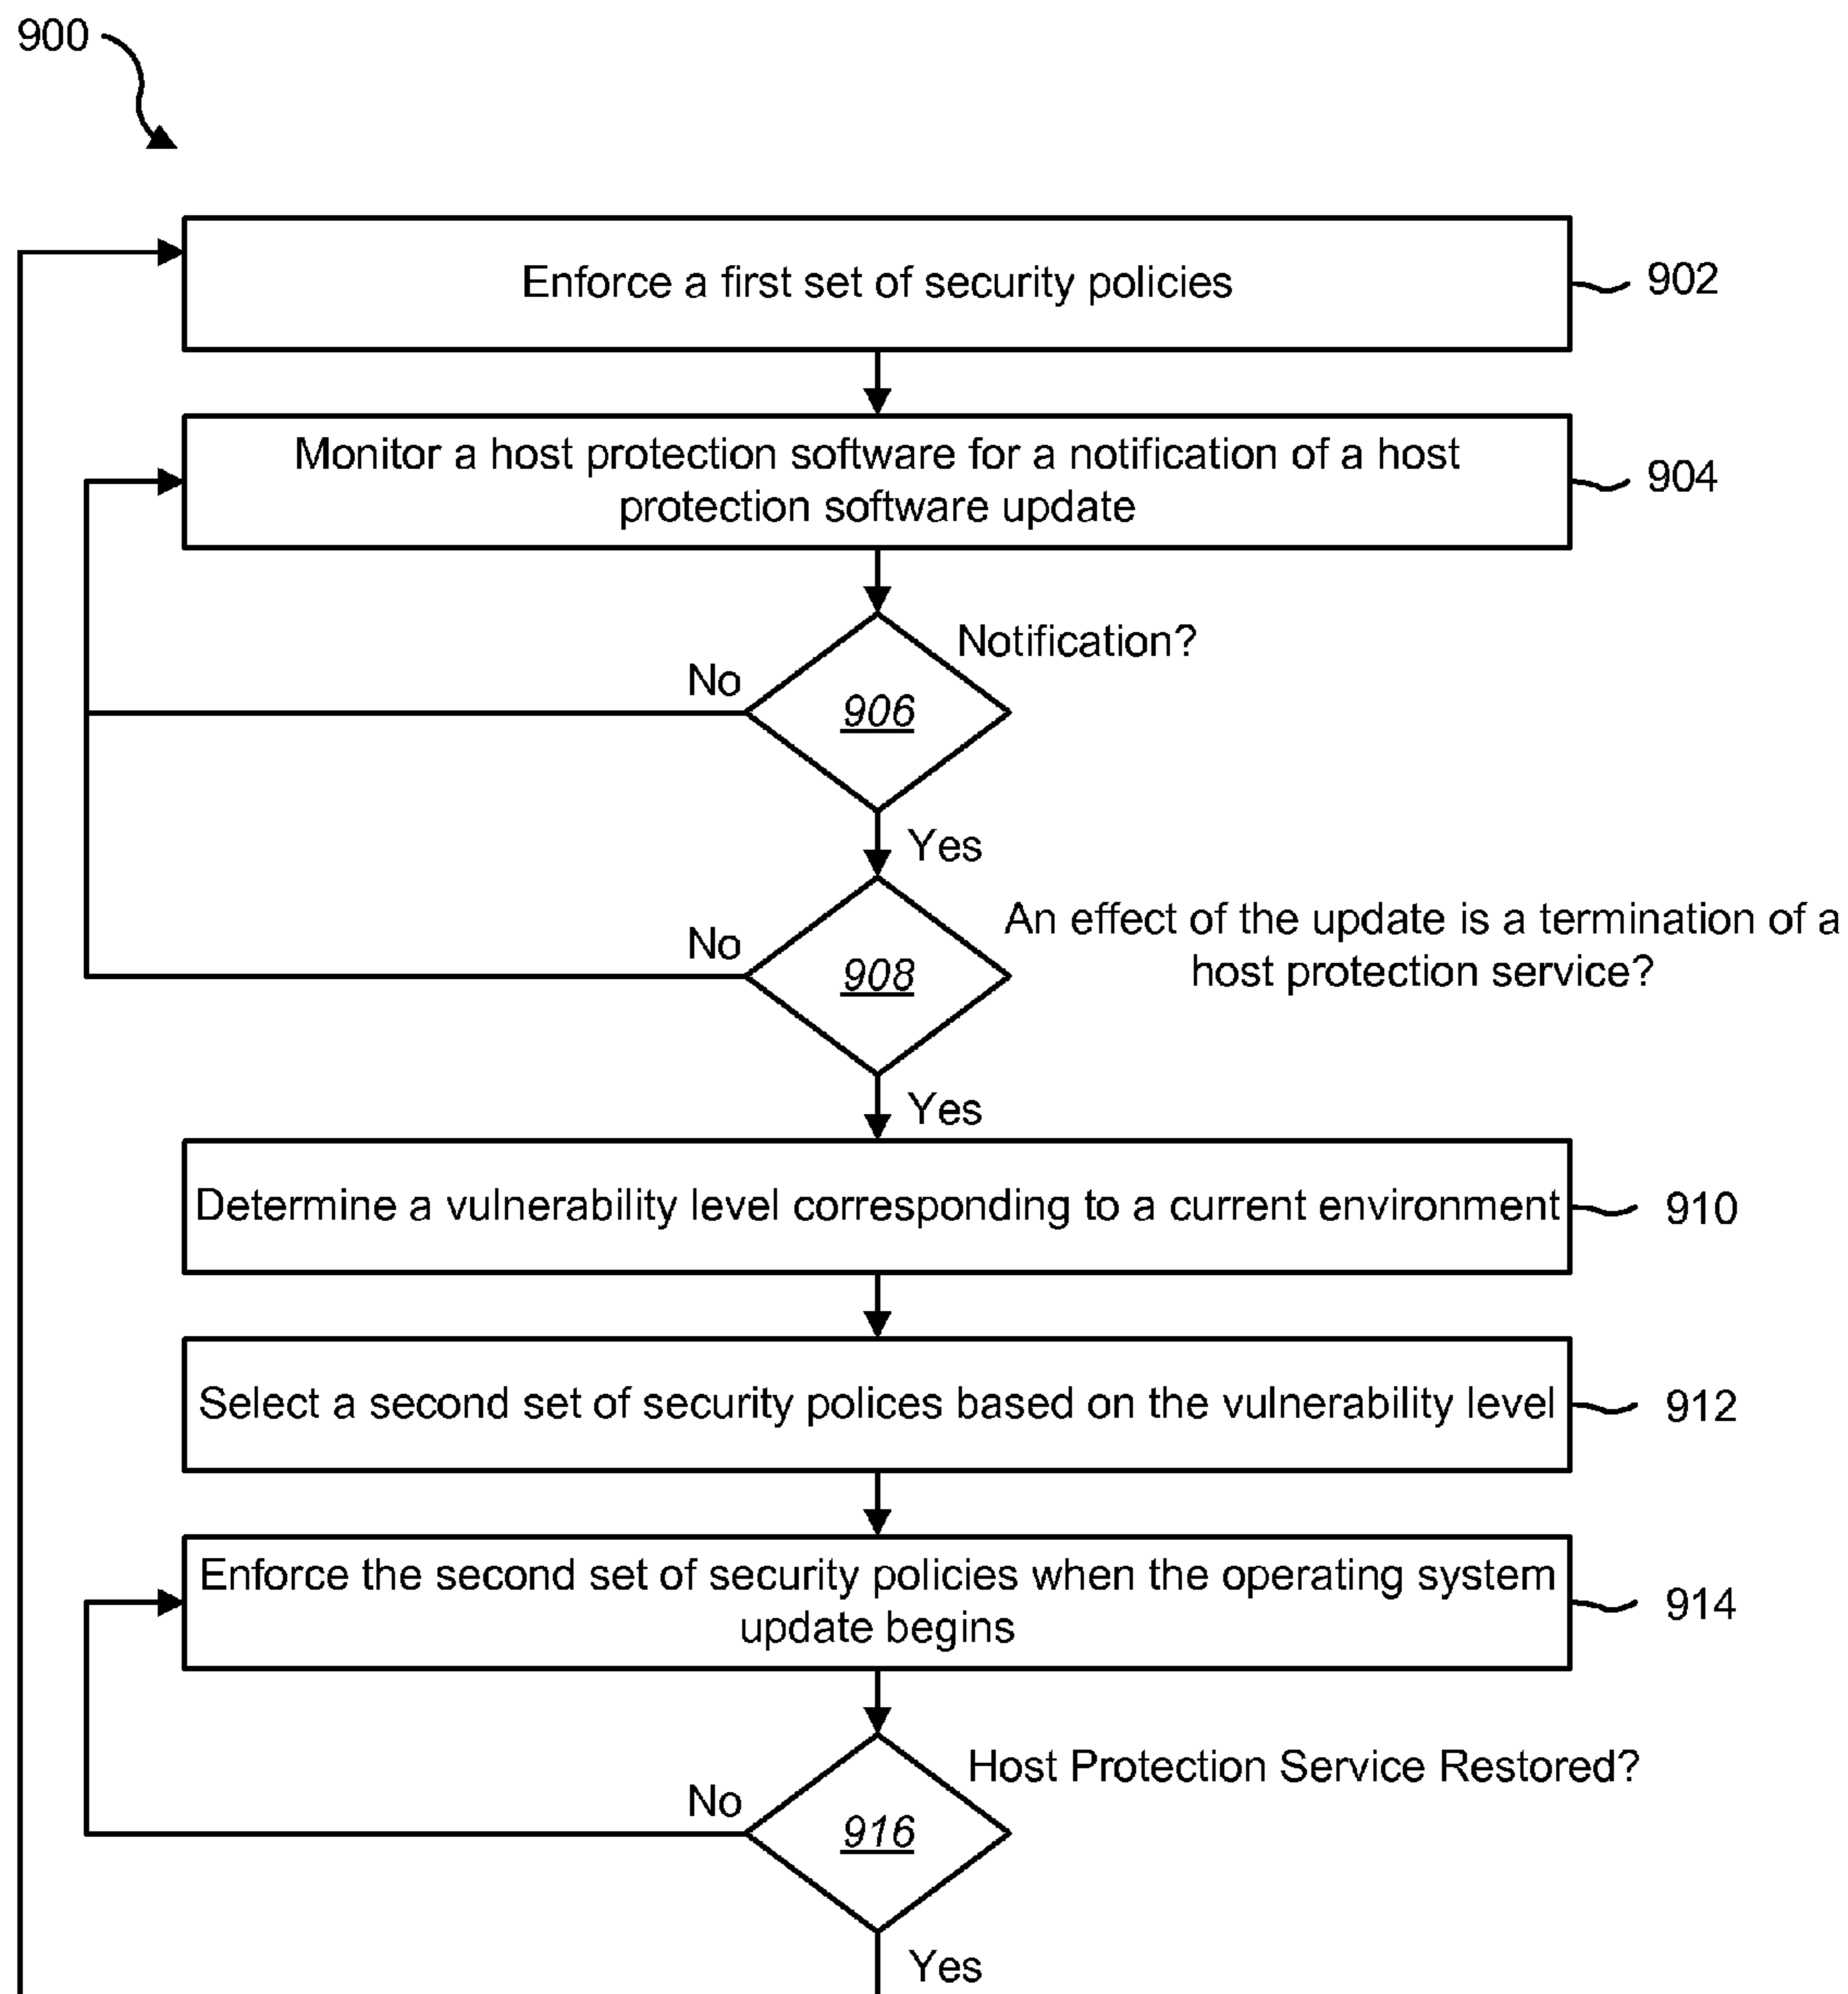 900
Enforce a first set of security policies
902
Monitor a host protection software for a notification of a host
protection software update
904
Notification?
No
906
Yes
An effect of the update is a termination of a
host protection service?
No
908
Yes
Determine a vulnerability level corresponding to a current environment
910
Select a second set of security polices based on the vulnerability level
912
Enforce the second set of security policies when the operating system
update begins
914
Host Protection Service Restored?
No
916
Yes